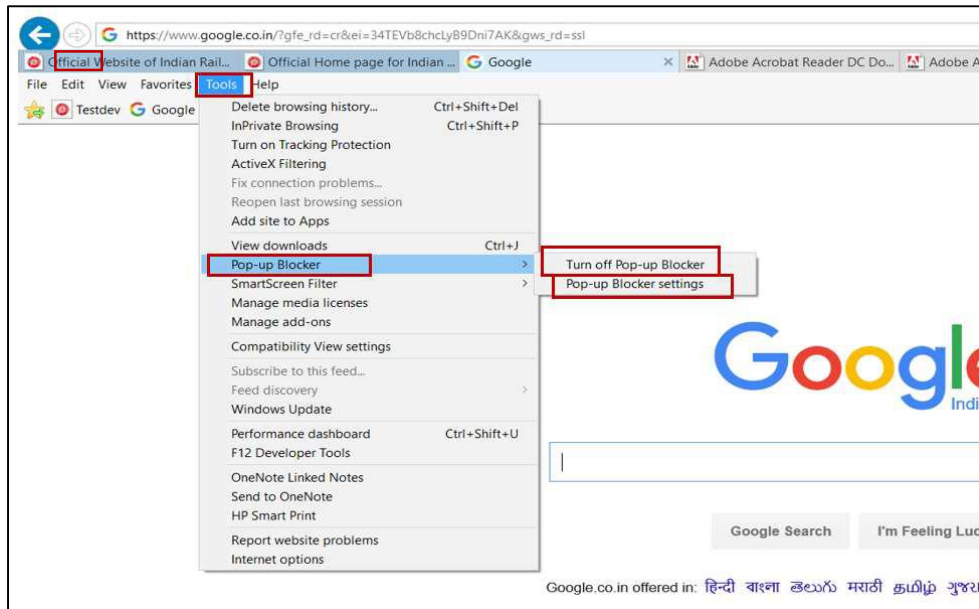 https://www.google.co.in/?gfe_rd=cr&ei=34TEVb8chcLyB9Dni7AK&gws_rd=ssl
Official Website of Indian Rail... Official Home page for Indian ... Google × Adobe Acrobat Reader DC Do... Adobe A
File Edit View Favorites Tools Help
Testdev Google
Delete browsing history... Ctrl+Shift+Del
InPrivate Browsing Ctrl+Shift+P
Turn on Tracking Protection
ActiveX Filtering
Fix connection problems...
Reopen last browsing session
Add site to Apps
View downloads Ctrl+J
Pop-up Blocker >
Turn off Pop-up Blocker
Pop-up Blocker settings
SmartScreen Filter >
Manage media licenses
Manage add-ons
Compatibility View settings
Subscribe to this feed...
Feed discovery >
Windows Update
Performance dashboard Ctrl+Shift+U
F12 Developer Tools
OneNote Linked Notes
Send to OneNote
HP Smart Print
Report website problems
Internet options
Google
Indi
Google Search I'm Feeling Luc
Google.co.in offered in: हिन्दी বাংলা తెలుగు मराठी தமிழ்